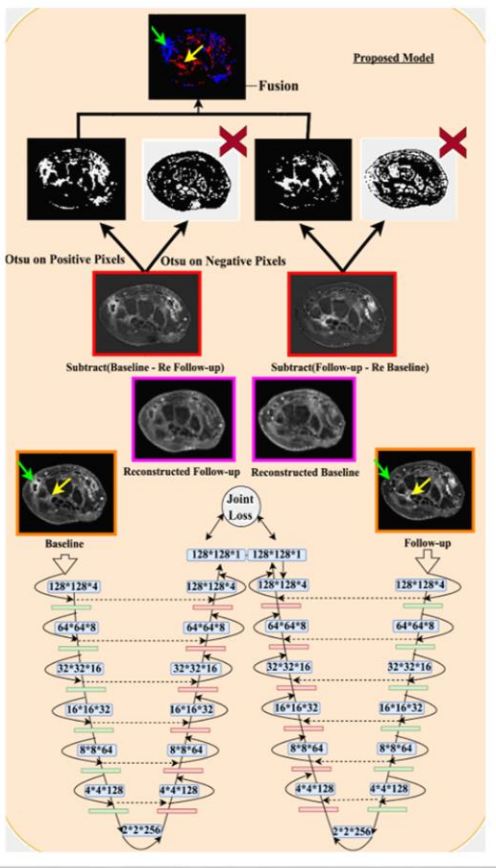 Proposed Model
Fusion
Otsu on Positive Pixels
Otsu on Negative Pixels
Subtract(Baseline - Re Follow-up)
Subtract(Follow-up - Re Baseline)
Reconstructed Follow-up
Reconstructed Baseline
Joint
Loss
Baseline
Follow-up
128*128*1
128*128*1
128*128*4
128*128*4
128*128*4
128*128*4
64*64*8
64*64*8
64*64*8
64*64*8
32*32*16
32*32*16
32*32*16
32*32*16
16*16*32
16*16*32
16*16*32
16*16*32
8*8*64
8*8*64
8*8*64
8*8*64
4*4*128
4*4*128
4*4*128
4*4*128
2*2*256
2*2*256